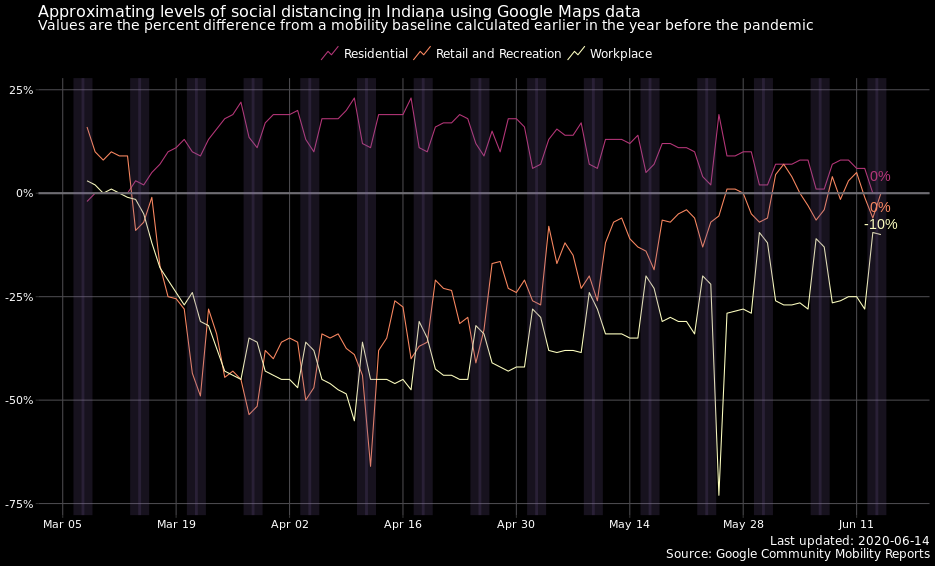 Approximating levels of social distancing in Indiana using Google Maps data
Values are the percent difference from a mobility baseline calculated earlier in the year before the pandemic
Residential Retail and Recreation Workplace
25%
0%
-25%
-50%
-75%
0%
0%
-10%
Mar 05 Mar 19 Apr 02 Apr 16 Apr 30 May 14 May 28 Jun 11
Last updated: 2020-06-14
Source: Google Community Mobility Reports